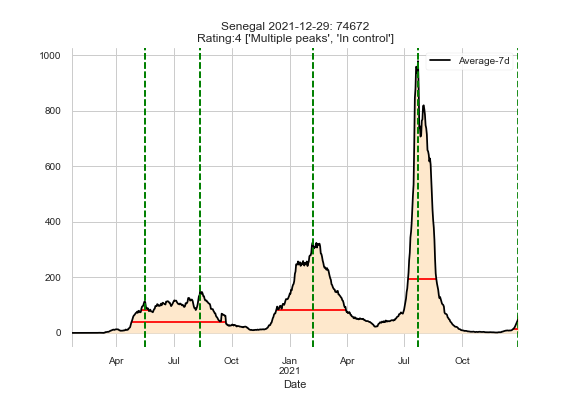 Senegal 2021-12-29: 74672
Rating:4 ['Multiple peaks', 'In control']
Average-7d
1000
800
600
400
200
0
Apr
Jul
Oct
Jan
2021
Apr
Jul
Oct
Date